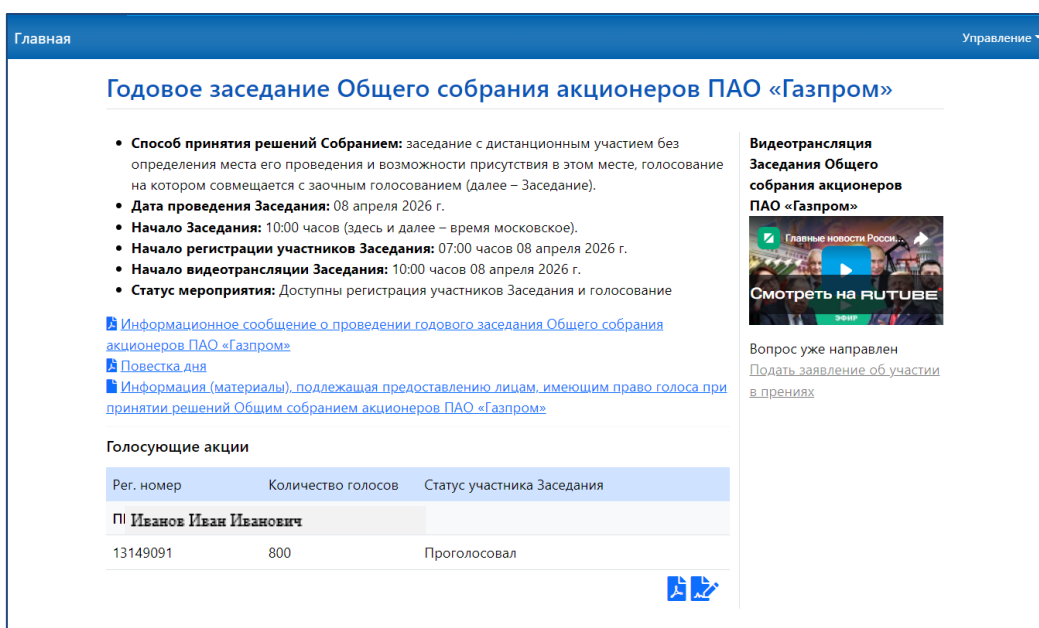 Главная
Управление
Годовое заседание Общего собрания акционеров ПАО «Газпром»
Способ принятия решений Собранием: заседание с дистанционным участием без
определения места его проведения и возможности присутствия в этом месте, голосование
на котором совмещается с заочным голосованием (далее – Заседание).
Дата проведения Заседания: 08 апреля 2026 г.
Начало Заседания: 10:00 часов (здесь и далее – время московское).
Начало регистрации участников Заседания: 07:00 часов 08 апреля 2026 г.
Начало видеотрансляции Заседания: 10:00 часов 08 апреля 2026 г.
Статус мероприятия: Доступны регистрация участников Заседания и голосование
Информационное сообщение о проведении годового заседания Общего собрания
акционеров ПАО «Газпром»
Повестка дня
Информация (материалы), подлежащая предоставлению лицам, имеющим право голоса при
принятии решений Общим собранием акционеров ПАО «Газпром»
Голосующие акции
Рег. номер Количество голосов Статус участника Заседания
Иванов Иван Иванович
13149091 800 Проголосовал
Видеотрансляция
Заседания Общего
собрания акционеров
ПАО «Газпром»
Главные новости Росси...
Смотреть на RUTUBE
ЭФИР
Вопрос уже направлен
Подать заявление об участии
в прениях